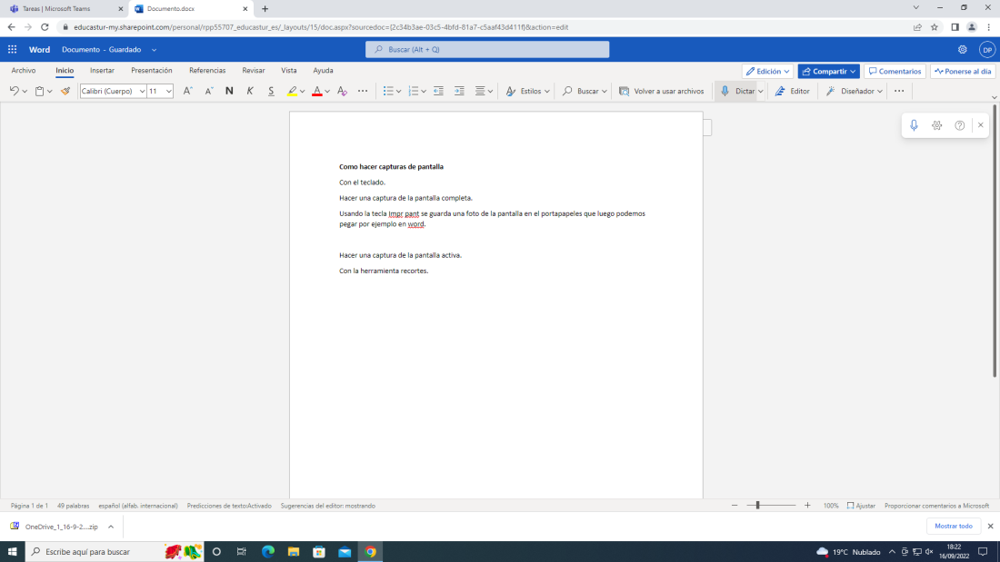 Tareas | Microsoft Teams
Documento.docx
educastur-my.sharepoint.com/personal/rpp55707_educastur_es/_layouts/15/doc.aspx?sourcedoc={2c34b3ae-03c5-4bfd-81a7-c5aaf43d411f}&action=edit
Word Documento - Guardado
Buscar (Alt + Q)
DP
Archivo Inicio Insertar Presentación Referencias Revisar Vista Ayuda
Edición Compartir Comentarios Ponerse al día
Calibri (Cuerpo) 11 A A N K S A A Estilos Buscar Volver a usar archivos Dictar Editor Diseñador
Como hacer capturas de pantalla
Con el teclado.
Hacer una captura de la pantalla completa.
Usando la tecla Impr pant se guarda una foto de la pantalla en el portapapeles que luego podemos
pegar por ejemplo en word.
Hacer una captura de la pantalla activa.
Con la herramienta recortes.
Página 1 de 1 49 palabras español (alfab. internacional) Predicciones de texto:Activado Sugerencias del editor: mostrando
100% Ajustar Proporcionar comentarios a Microsoft
OneDrive_1_16-9-2....zip
Mostrar todo
Escribe aquí para buscar
19°C Nublado
18:22
16/09/2022